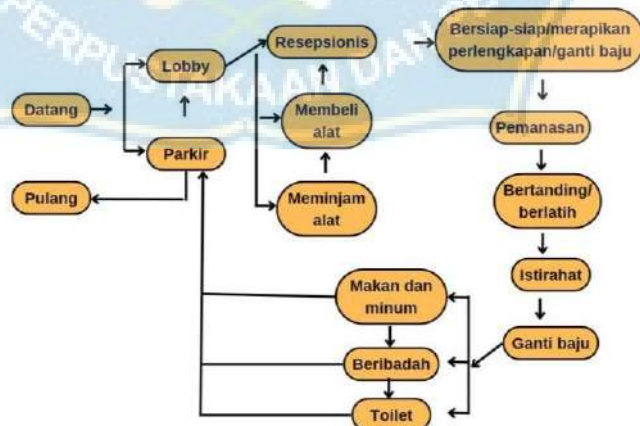 PERPUSTAKAAN DAN
Datang
Lobby
Parkir
Pulang
Resepsionis
Membeli
alat
Meminjam
alat
Bersiap-siap/merapikan
perlengkapan/ganti baju
Pemanasan
Bertanding/
berlatih
Istirahat
Ganti baju
Makan dan
minum
Beribadah
Toilet